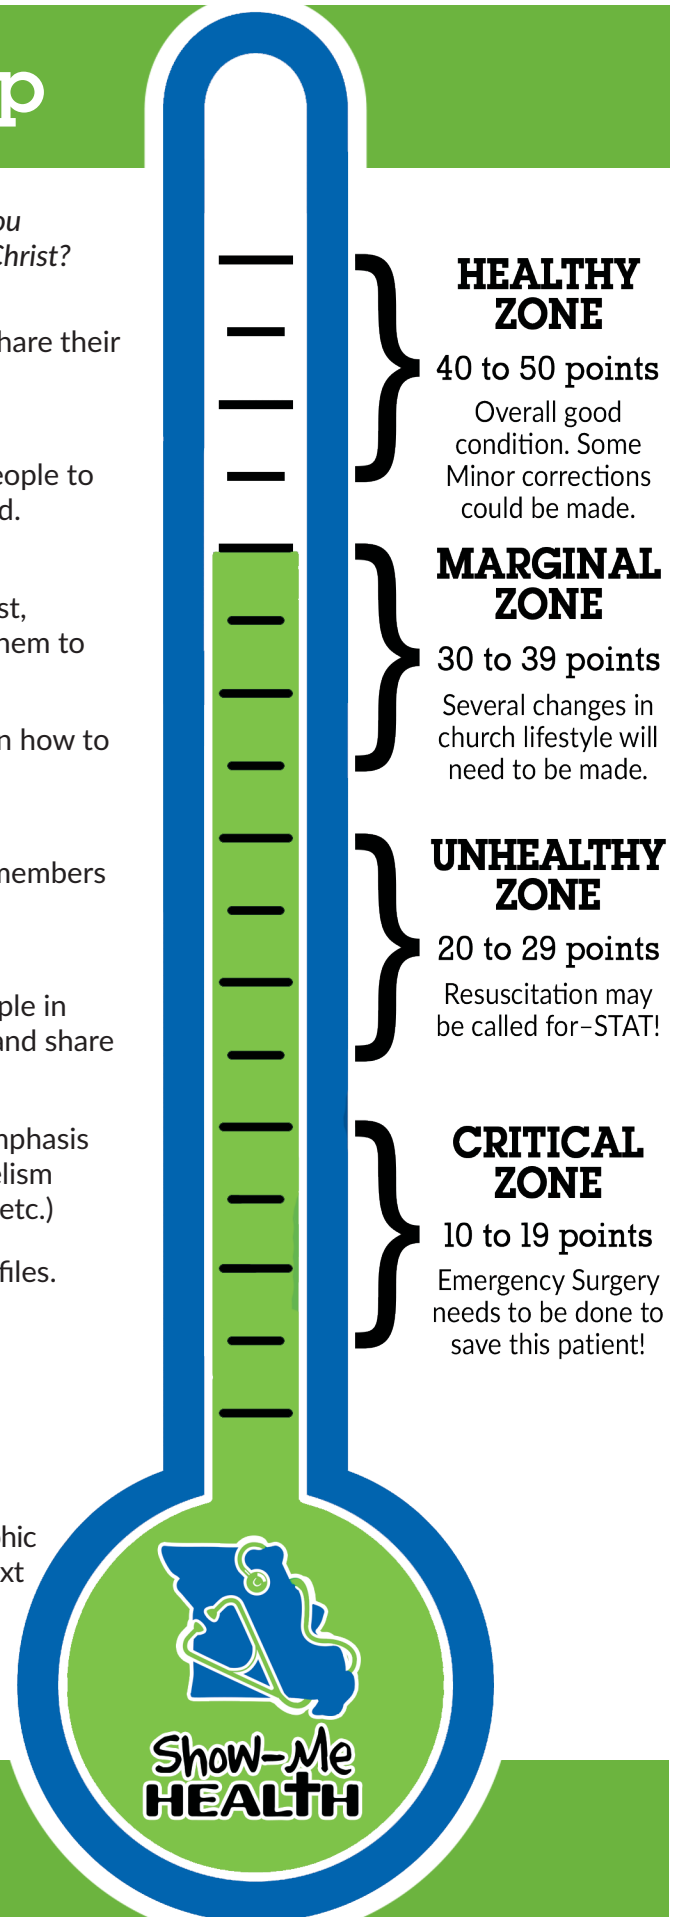 p
ou
Christ?
hare their
eople to
d.
st,
hem to
n how to
members
ple in
and share
mphasis
elism
etc.)
files.
hic
xt
HEALTHY
ZONE
40 to 50 points
Overall good
condition. Some
Minor corrections
could be made.
MARGINAL
ZONE
30 to 39 points
Several changes in
church lifestyle will
need to be made.
UNHEALTHY
ZONE
20 to 29 points
Resuscitation may
be called for–STAT!
CRITICAL
ZONE
10 to 19 points
Emergency Surgery
needs to be done to
save this patient!
Show-Me
HEALTH